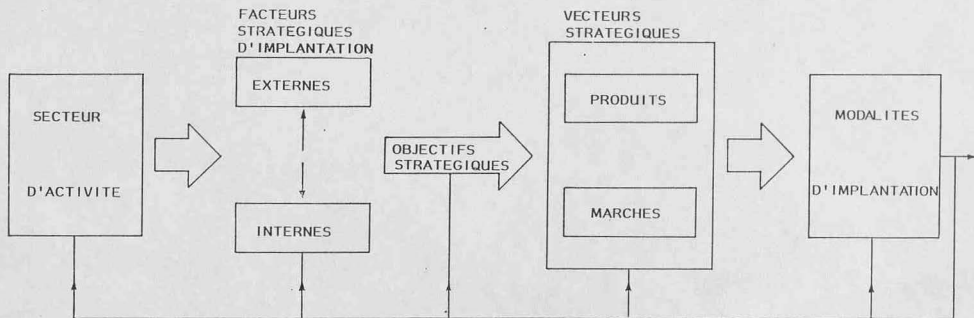 FACTEURS
STRATEGIQUES
D'IMPLANTATION
EXTERNES
VECTEURS
STRATEGIQUES
SECTEUR
D'ACTIVITE
INTERNES
OBJECTIFS
STRATEGIQUES
PRODUITS
MARCHES
MODALITES
D'IMPLANTATION